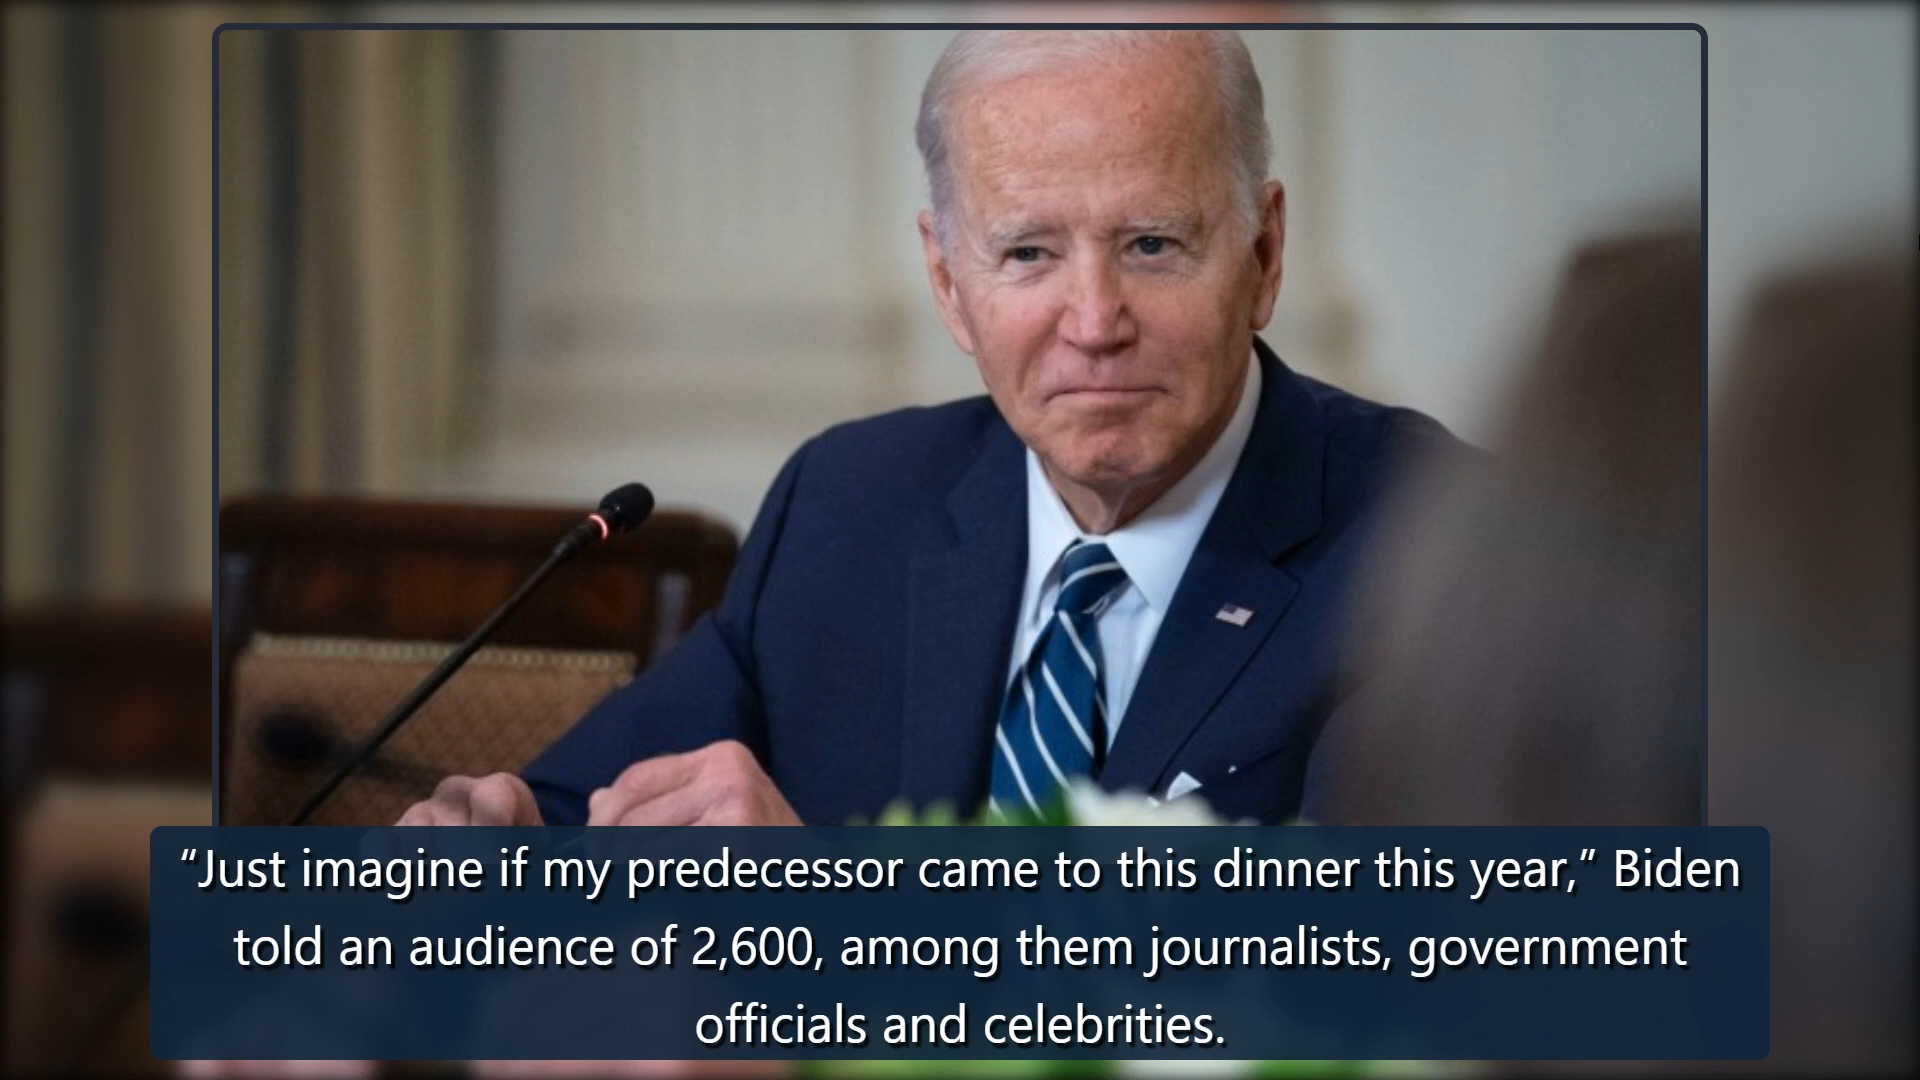 “Just imagine if my predecessor came to this dinner this year,” Biden
told an audience of 2,600, among them journalists, government
officials and celebrities.